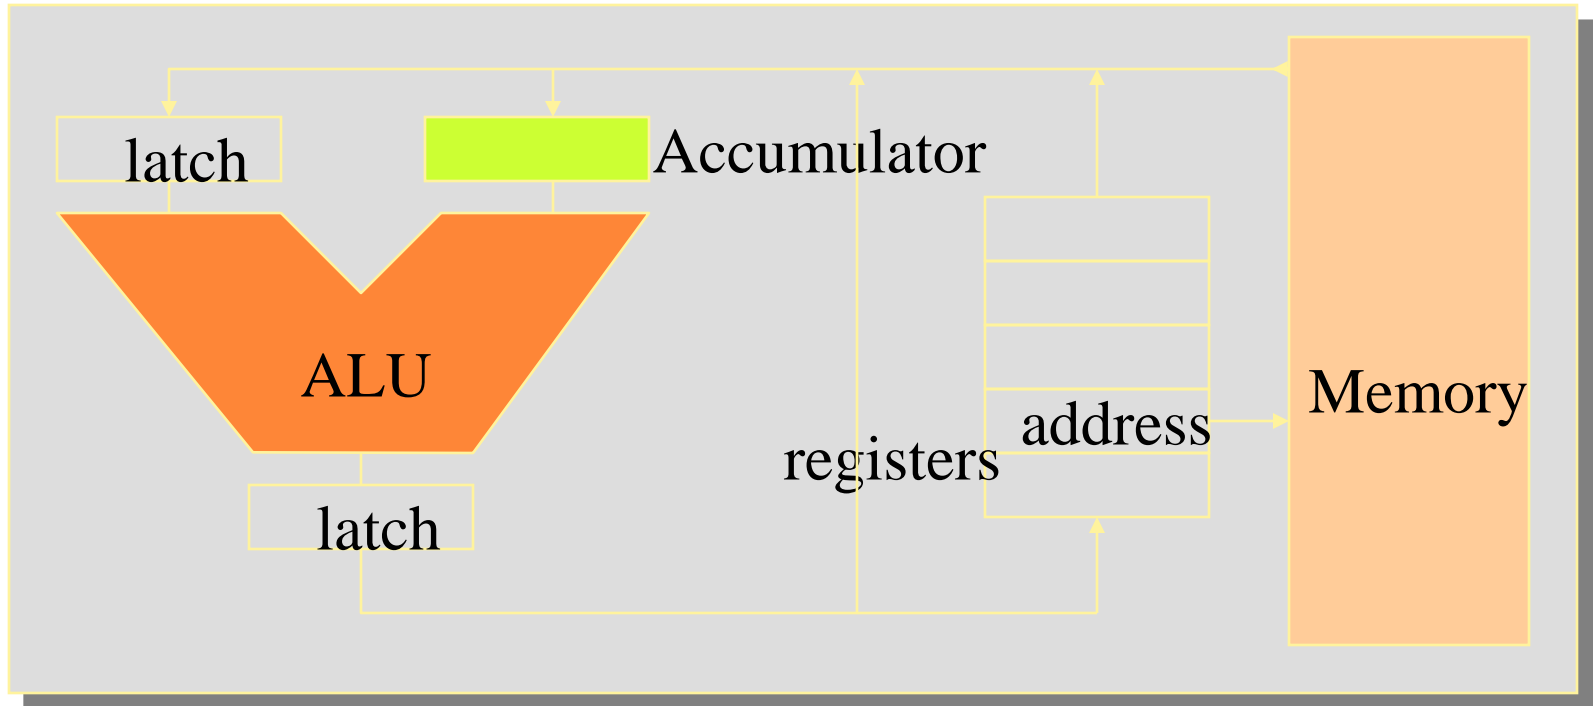 latch
Accumulator
ALU
Memory
address
registers
latch